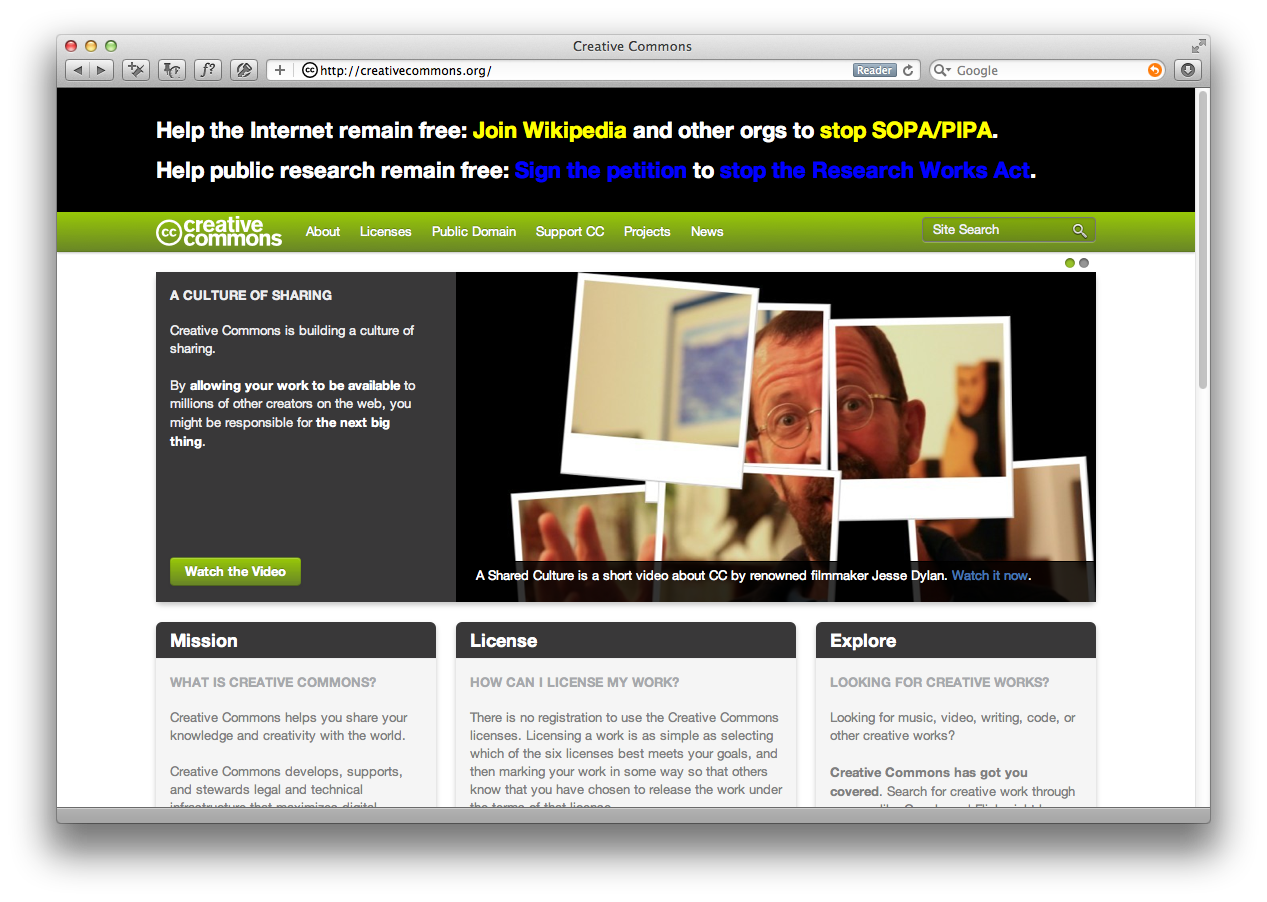 Creative Commons
f?
http://creativecommons.org/
Reader
Google
Help the Internet remain free: Join Wikipedia and other orgs to stop SOPA/PIPA.
Help public research remain free: Sign the petition to stop the Research Works Act.
cc creative commons
About Licenses Public Domain Support CC Projects News
Site Search
A CULTURE OF SHARING
Creative Commons is building a culture of
sharing.
By allowing your work to be available to
millions of other creators on the web, you
might be responsible for the next big
thing.
Watch the Video
A Shared Culture is a short video about CC by renowned filmmaker Jesse Dylan. Watch it now.
Mission
WHAT IS CREATIVE COMMONS?
Creative Commons helps you share your
knowledge and creativity with the world.
Creative Commons develops, supports,
and stewards legal and technical
infrastructure that maximizes digital
License
HOW CAN I LICENSE MY WORK?
There is no registration to use the Creative Commons
licenses. Licensing a work is as simple as selecting
which of the six licenses best meets your goals, and
then marking your work in some way so that others
know that you have chosen to release the work under
the terms of that license.
Explore
LOOKING FOR CREATIVE WORKS?
Looking for music, video, writing, code, or
other creative works?
Creative Commons has got you
covered. Search for creative work through